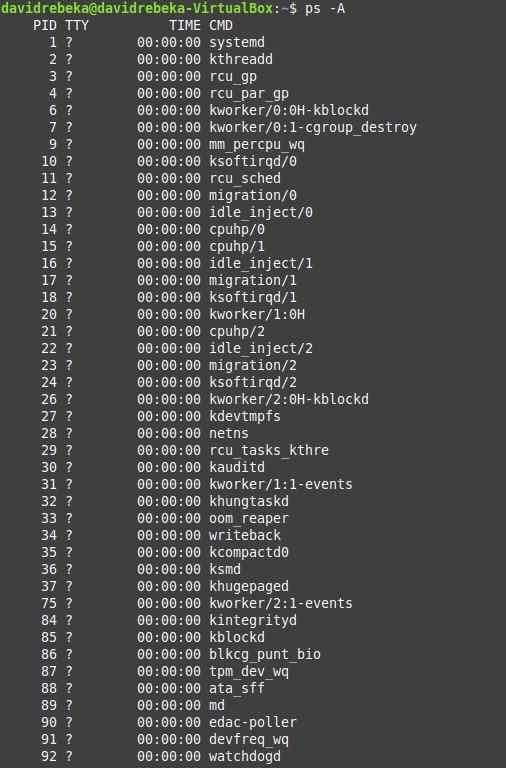 davidrebeka@davidrebeka-VirtualBox:~$ ps -A
PID TTY TIME CMD
1 ? 00:00:00 systemd
2 ? 00:00:00 kthreadd
3 ? 00:00:00 rcu_gp
4 ? 00:00:00 rcu_par_gp
6 ? 00:00:00 kworker/0:0H-kblockd
7 ? 00:00:00 kworker/0:1-cgroup_destroy
9 ? 00:00:00 mm_percpu_wq
10 ? 00:00:00 ksoftirqd/0
11 ? 00:00:00 rcu_sched
12 ? 00:00:00 migration/0
13 ? 00:00:00 idle_inject/0
14 ? 00:00:00 cpuhp/0
15 ? 00:00:00 cpuhp/1
16 ? 00:00:00 idle_inject/1
17 ? 00:00:00 migration/1
18 ? 00:00:00 ksoftirqd/1
20 ? 00:00:00 kworker/1:0H
21 ? 00:00:00 cpuhp/2
22 ? 00:00:00 idle_inject/2
23 ? 00:00:00 migration/2
24 ? 00:00:00 ksoftirqd/2
26 ? 00:00:00 kworker/2:0H-kblockd
27 ? 00:00:00 kdevtmpfs
28 ? 00:00:00 netns
29 ? 00:00:00 rcu_tasks_kthre
30 ? 00:00:00 kauditd
31 ? 00:00:00 kworker/1:1-events
32 ? 00:00:00 khungtaskd
33 ? 00:00:00 oom_reaper
34 ? 00:00:00 writeback
35 ? 00:00:00 kcompactd0
36 ? 00:00:00 ksmd
37 ? 00:00:00 khugepaged
75 ? 00:00:00 kworker/2:1-events
84 ? 00:00:00 kintegrityd
85 ? 00:00:00 kblockd
86 ? 00:00:00 blkcg_punt_bio
87 ? 00:00:00 tpm_dev_wq
88 ? 00:00:00 ata_sff
89 ? 00:00:00 md
90 ? 00:00:00 edac-poller
91 ? 00:00:00 devfreq_wq
92 ? 00:00:00 watchdogd